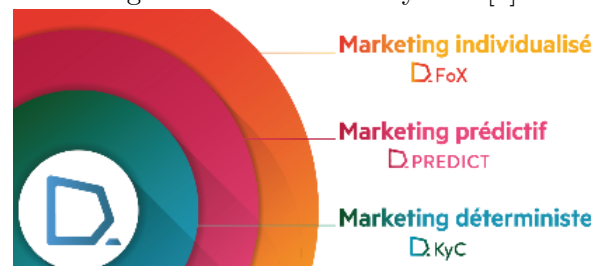 Marketing individualisé
D.FoX
Marketing prédictif
D.PREDICT
Marketing déterministe
D.KyC